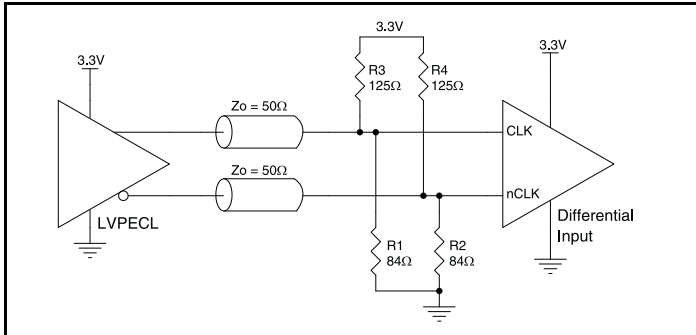 3.3V
3.3V
3.3V
R3
125Ω
R4
125Ω
Zo = 50Ω
CLK
Zo = 50Ω
nCLK
LVPECL
Differential
Input
R1
84Ω
R2
84Ω